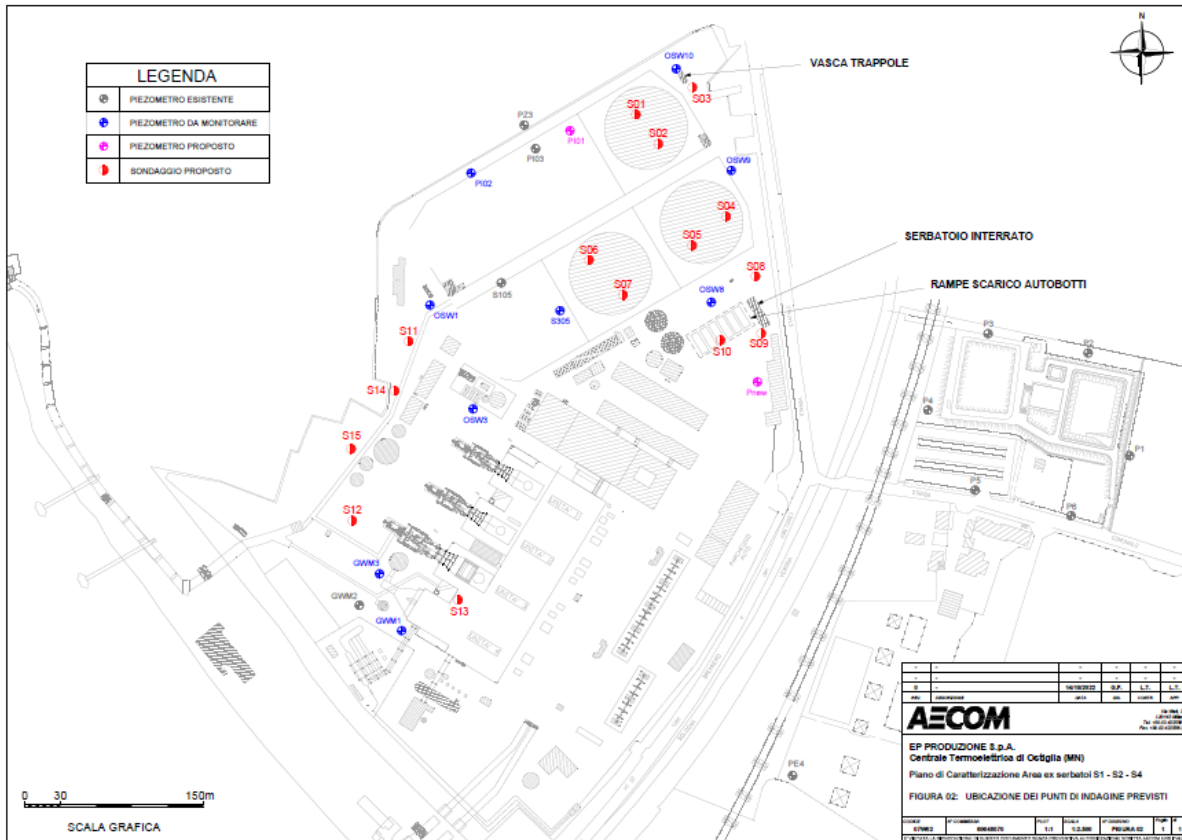 N
LEGENDA
PIEZOMETRO ESISTENTE
PIEZOMETRO DA MONITORARE
PIEZOMETRO PROPOSTO
SONDAGGIO PROPOSTO
OSW10
VASCA TRAPPOLE
S03
S01
PZ3
PI01
S02
PI03
OSW9
PI02
S04
SERBATOIO INTERRATO
S05
S06
S08
S105
RAMPE SCARICO AUTOBOTTI
S07
OSW8
OSW1
S305
S09
P3
S11
S10
P2
Pnew
S14
OSW3
P4
S15
P1
P5
S12
P6
GWM3
GWM2
S13
GWM1
PE4
0 30 150m
SCALA GRAFICA
AECOM
EP PRODUZIONE S.p.A.
Centrale Termoelettrica di Ostiglia (MN)
Piano di Caratterizzazione Area ex serbatoi S1 - S2 - S4
FIGURA 02: UBICAZIONE DEI PUNTI DI INDAGINE PREVISTI